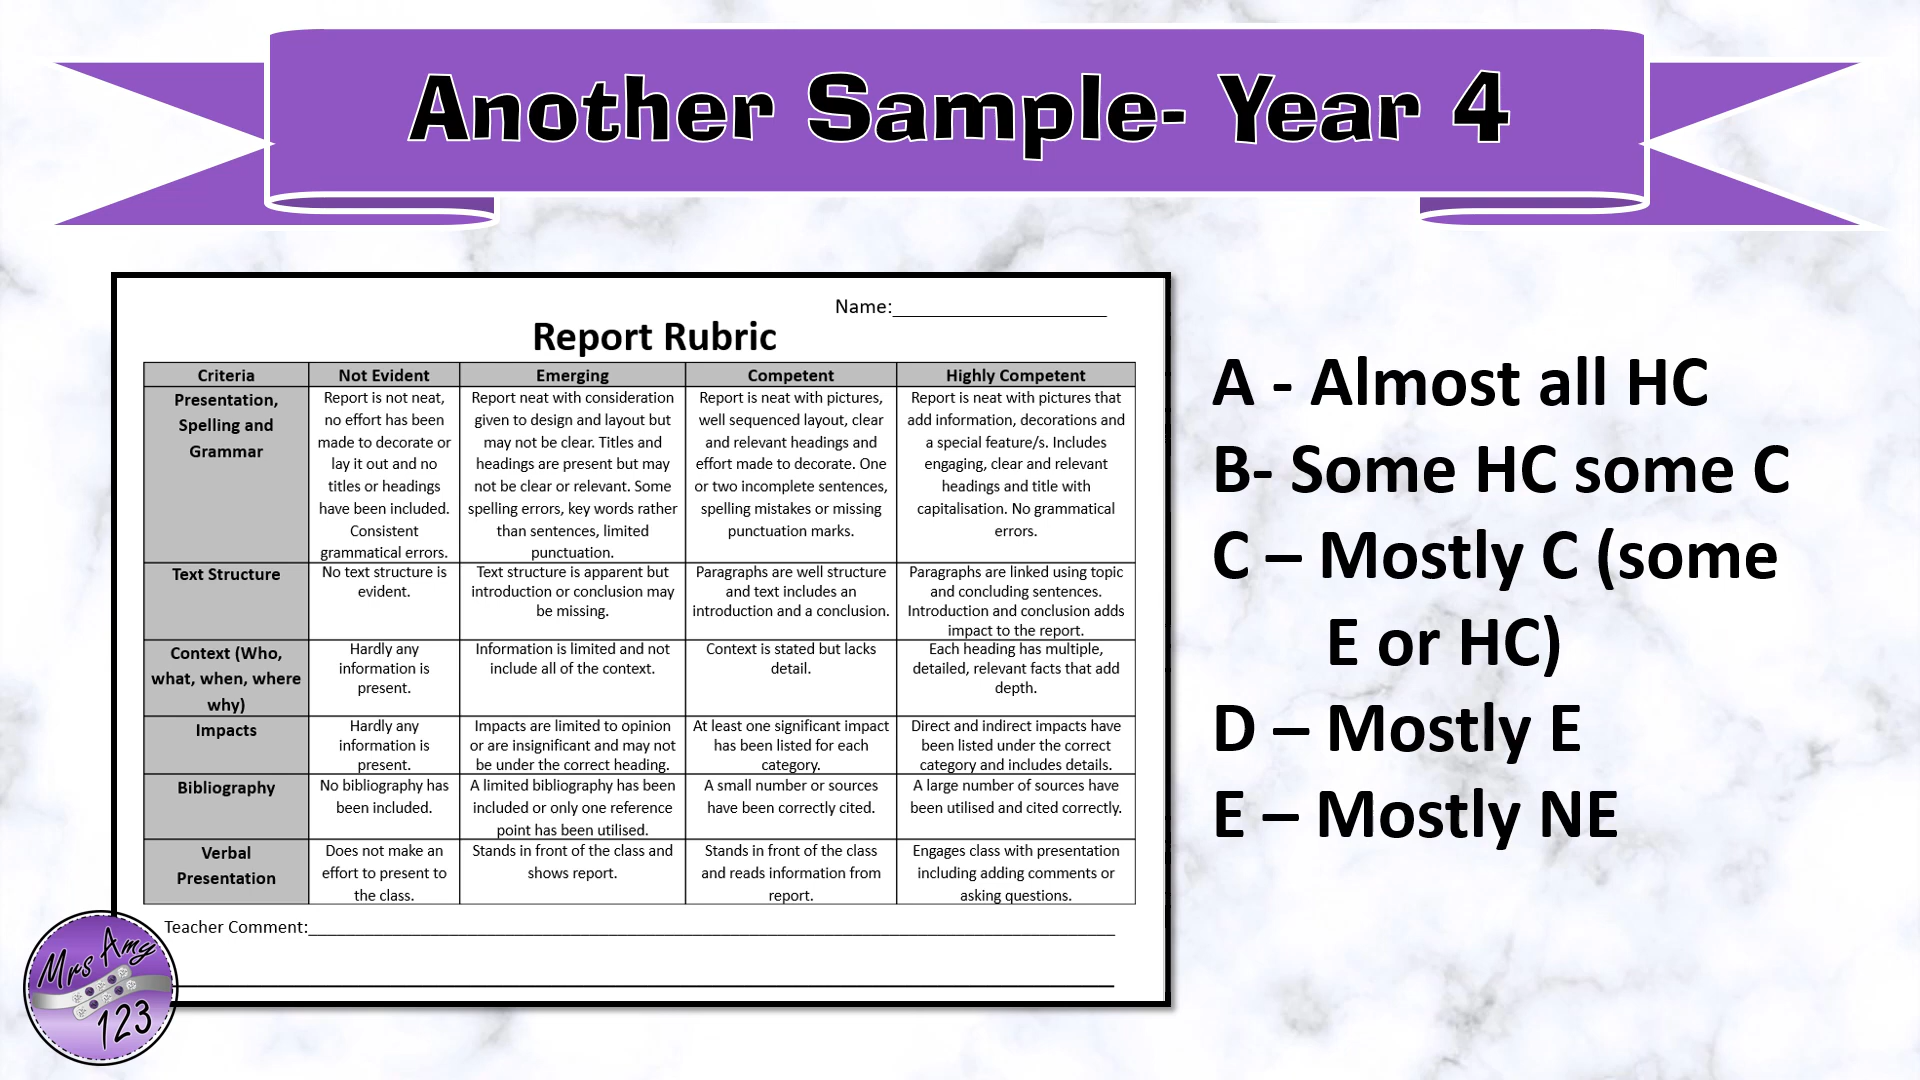 Another Sample- Year 4
Name:
Report Rubric
Criteria
Not Evident
Emerging
Competent
Highly Competent
Presentation,
Spelling and
Grammar
Report is not neat,
no effort has been
made to decorate or
lay it out and no
titles or headings
have been included.
Consistent
grammatical errors.
Report neat with consideration
given to design and layout but
may not be clear. Titles and
headings are present but may
not be clear or relevant. Some
spelling errors, key words rather
than sentences, limited
punctuation.
Report is neat with pictures,
well sequenced layout, clear
and relevant headings and
effort made to decorate. One
or two incomplete sentences,
spelling mistakes or missing
punctuation marks.
Report is neat with pictures that
add information, decorations and
a special feature/s. Includes
engaging, clear and relevant
headings and title with
capitalisation. No grammatical
errors.
Text Structure
No text structure is
evident.
Text structure is apparent but
introduction or conclusion may
be missing.
Paragraphs are well structure
and text includes an
introduction and a conclusion.
Paragraphs are linked using topic
and concluding sentences.
Introduction and conclusion adds
impact to the report.
Context (Who,
what, when, where
why)
Hardly any
information is
present.
Information is limited and not
include all of the context.
Context is stated but lacks
detail.
Each heading has multiple,
detailed, relevant facts that add
depth.
Impacts
Hardly any
information is
present.
Impacts are limited to opinion
or are insignificant and may not
be under the correct heading.
At least one significant impact
has been listed for each
category.
Direct and indirect impacts have
been listed under the correct
category and includes details.
Bibliography
No bibliography has
been included.
A limited bibliography has been
included or only one reference
point has been utilised.
A small number or sources
have been correctly cited.
A large number of sources have
been utilised and cited correctly.
Verbal
Presentation
Does not make an
effort to present to
the class.
Stands in front of the class and
shows report.
Stands in front of the class
and reads information from
report.
Engages class with presentation
including adding comments or
asking questions.
Teacher Comment:
A - Almost all HC
B- Some HC some C
C – Mostly C (some
E or HC)
D – Mostly E
E – Mostly NE
Mrs Amy
123